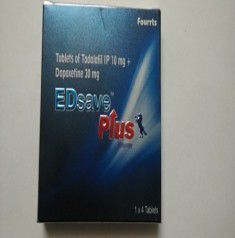 Fourrts
Tablets of Tadalafil IP 10 mg +
Dapoxetine 30 mg
EDsave
Plus
1 x 4 Tablets